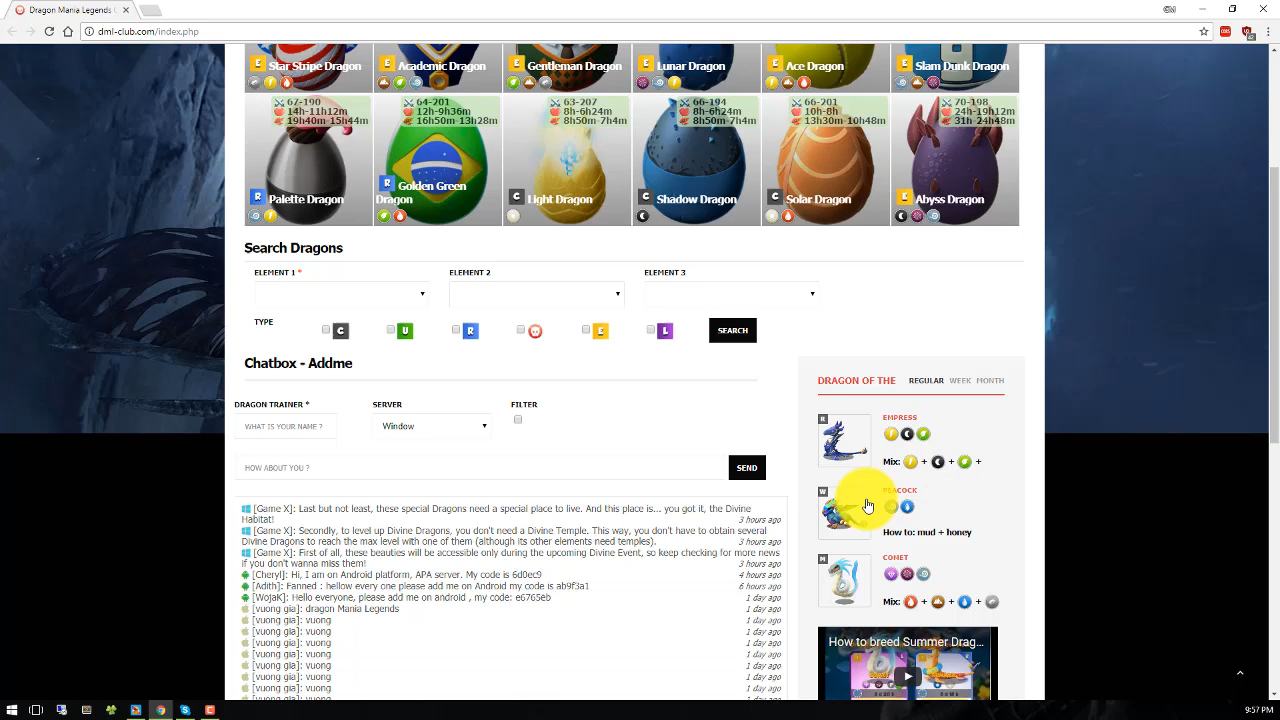 Dragon Mania Legends
dml-club.com/index.php
E Star Stripe Dragon
E Academic Dragon
E Gentleman Dragon
E Lunar Dragon
E Ace Dragon
E Slam Dunk Dragon
67-190
14h-11h12m
19h40m-15h44m
R Palette Dragon
64-201
12h-9h36m
16h50m-13h28m
R Golden Green
Dragon
63-207
8h-6h24m
8h50m-7h4m
C Light Dragon
66-194
8h-6h24m
8h50m-7h4m
C Shadow Dragon
66-201
10h-8h
13h30m-10h48m
C Solar Dragon
70-198
24h-19h12m
31h-24h48m
E Abyss Dragon
Search Dragons
ELEMENT 1 *
ELEMENT 2
ELEMENT 3
TYPE C U R E L SEARCH
Chatbox - Addme
DRAGON TRAINER *
SERVER
FILTER
WHAT IS YOUR NAME ?
Window
HOW ABOUT YOU ?
SEND
[Game X]: Last but not least, these special Dragons need a special place to live. And this place... you got it, the Divine
Habitat! 3 hours ago
[Game X]: Secondly, to level up Divine Dragons, you don't need a Divine Temple. This way, you don't have to obtain several
Divine Dragons to reach the max level with one of them (although its other elements need temples). 3 hours ago
[Game X]: First of all, these beauties will be accessible only during the upcoming Divine Event, so keep checking for more news
if you don't wanna miss them! 3 hours ago
[Cheryl]: Hi, I am on Android platform, APA server. My code is 6d0ec9 4 hours ago
[Adith]: Fanned : hellow every one please add me on Android my code is ab9f3a1 6 hours ago
[WojaK]: Hello everyone, please add me on android , my code: e6765eb 1 day ago
[vuong gia]: dragon Mania Legends 1 day ago
[vuong gia]: vuong 1 day ago
[vuong gia]: vuong 1 day ago
[vuong gia]: vuong 1 day ago
[vuong gia]: vuong 1 day ago
[vuong gia]: vuong 1 day ago
[vuong gia]: vuong 1 day ago
[vuong gia]: vuong 1 day ago
[vuong gia]: vuong 1 day ago
DRAGON OF THE REGULAR WEEK MONTH
R
EMPRESS
Mix: + + +
W
PEACOCK
How to: mud + honey
M
COMET
Mix: + + +
How to breed Summer Drag...
9:57 PM